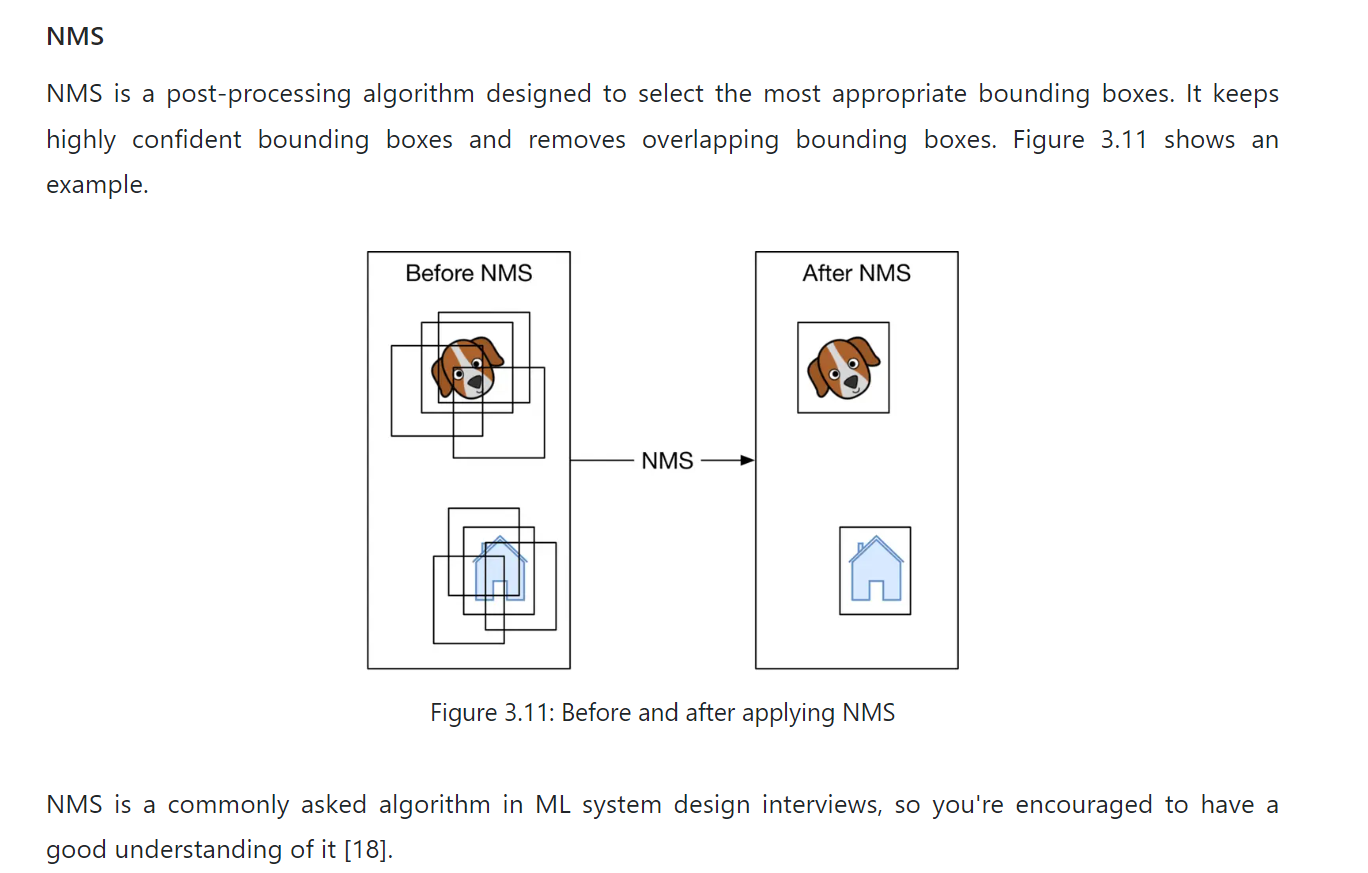 NMS
NMS is a post-processing algorithm designed to select the most appropriate bounding boxes. It keeps
highly confident bounding boxes and removes overlapping bounding boxes. Figure 3.11 shows an
example.
Before NMS
After NMS
NMS
Figure 3.11: Before and after applying NMS
NMS is a commonly asked algorithm in ML system design interviews, so you're encouraged to have a
good understanding of it [18].